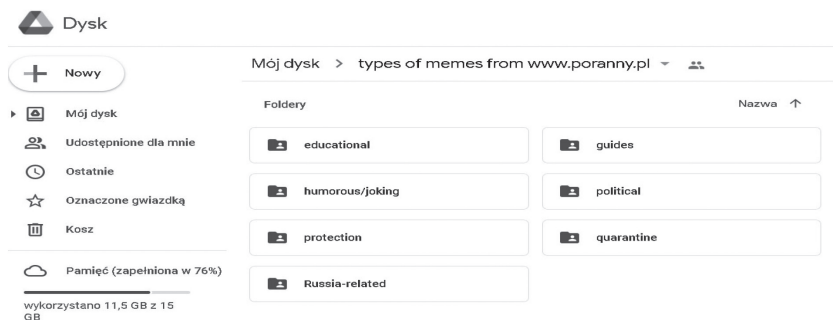 Dysk
Nowy
Mój dysk
Udostępnione dla mnie
Ostatnie
Oznaczone gwiazdką
Kosz
Pamięć (zapełniona w 76%)
wykorzystano 11,5 GB z 15
GB
Mój dysk > types of memes from www.poranny.pl
Foldery Nazwa ↑
educational guides
humorous/joking political
protection quarantine
Russia-related